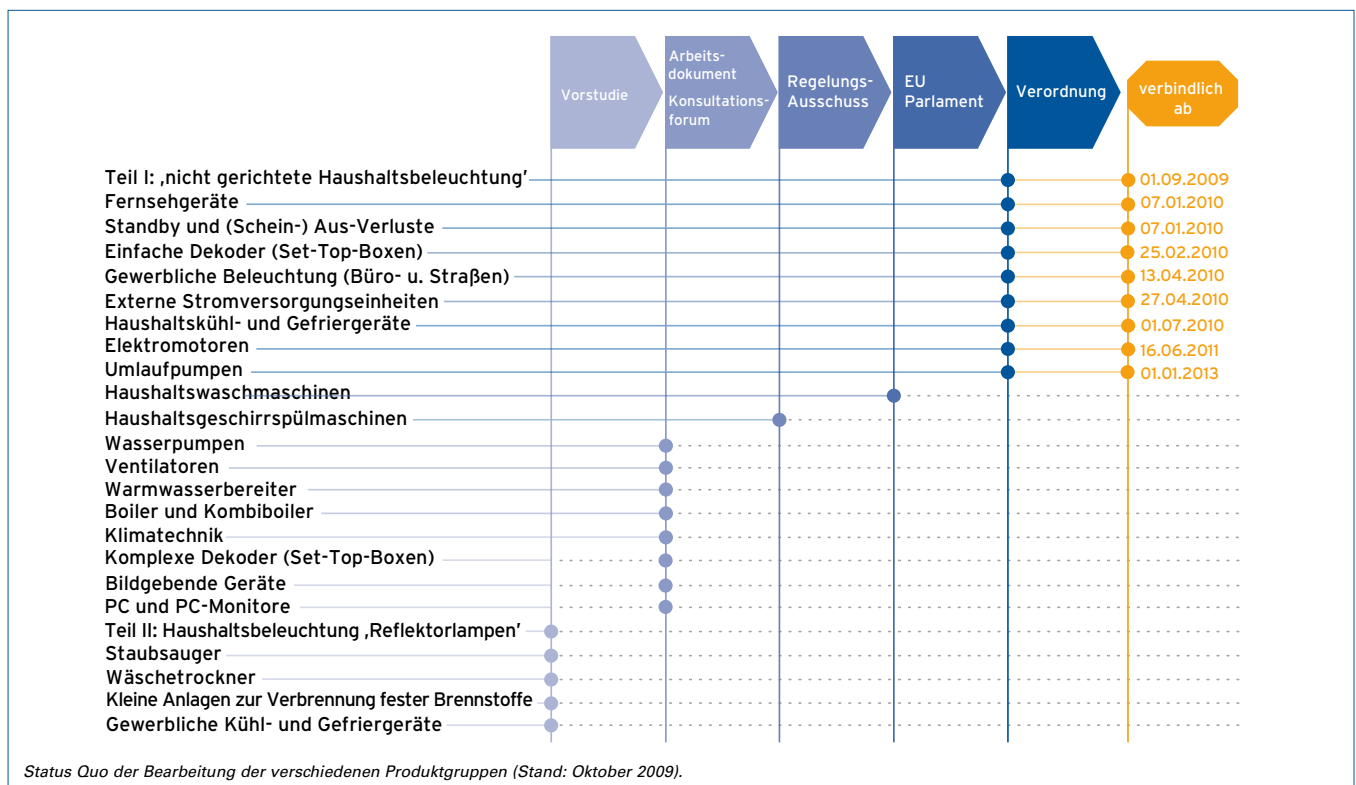 Vorstudie
Arbeits-
dokument
Konsultations-
forum
Regelungs-
Ausschuss
EU
Parlament
Verordnung
verbindlich
ab
Teil I: ‚nicht gerichtete Haushaltsbeleuchtung’ 01.09.2009
Fernsehgeräte 07.01.2010
Standby und (Schein-) Aus-Verluste 07.01.2010
Einfache Dekoder (Set-Top-Boxen) 25.02.2010
Gewerbliche Beleuchtung (Büro- u. Straßen) 13.04.2010
Externe Stromversorgungseinheiten 27.04.2010
Haushaltskühl- und Gefriergeräte 01.07.2010
Elektromotoren 16.06.2011
Umlaufpumpen 01.01.2013
Haushaltswaschmaschinen
Haushaltsgeschirrspülmaschinen
Wasserpumpen
Ventilatoren
Warmwasserbereiter
Boiler und Kombiboiler
Klimatechnik
Komplexe Dekoder (Set-Top-Boxen)
Bildgebende Geräte
PC und PC-Monitore
Teil II: Haushaltsbeleuchtung ‚Reflektorlampen’
Staubsauger
Wäschetrockner
Kleine Anlagen zur Verbrennung fester Brennstoffe
Gewerbliche Kühl- und Gefriergeräte
Status Quo der Bearbeitung der verschiedenen Produktgruppen (Stand: Oktober 2009).